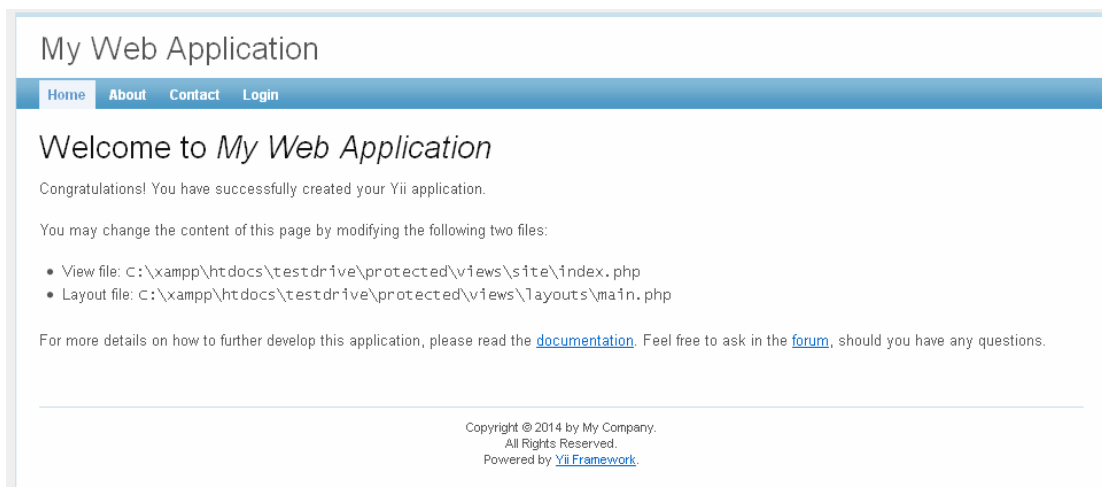 My Web Application
Home About Contact Login
Welcome to My Web Application
Congratulations! You have successfully created your Yii application.
You may change the content of this page by modifying the following two files:
• View file: C:\xampp\htdocs\testdrive\protected\views\site\index.php
• Layout file: C:\xampp\htdocs\testdrive\protected\views\layouts\main.php
For more details on how to further develop this application, please read the documentation. Feel free to ask in the forum, should you have any questions.
Copyright © 2014 by My Company.
All Rights Reserved.
Powered by Yii Framework.